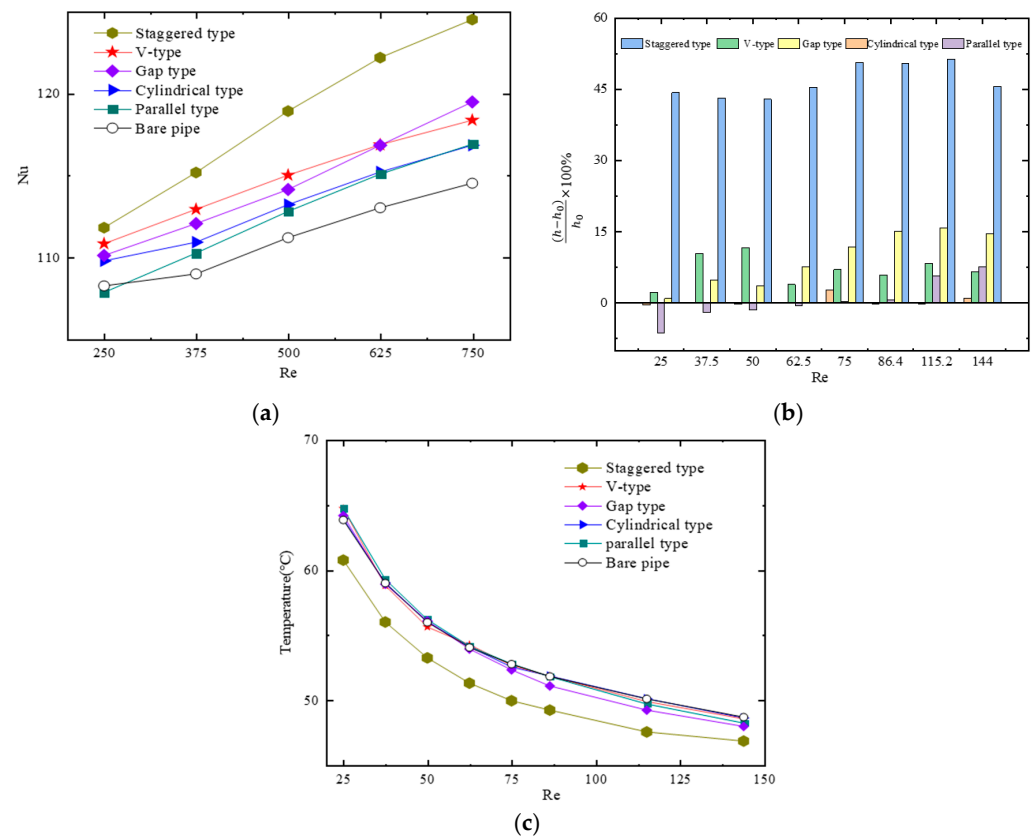 120
110
Nu
Staggered type
V-type
Gap type
Cylindrical type
Parallel type
Bare pipe
250 375 500 625 750
Re
(a)
60
45
30
15
0
(h−h₀)/h₀ ×100%
Staggered type V-type Gap type Cylindrical type Parallel type
25 37.5 50 62.5 75 86.4 115.2 144
Re
(b)
70
60
50
Temperature(°C)
Staggered type
V-type
Gap type
Cylindrical type
parallel type
Bare pipe
25 50 75 100 125 150
Re
(c)